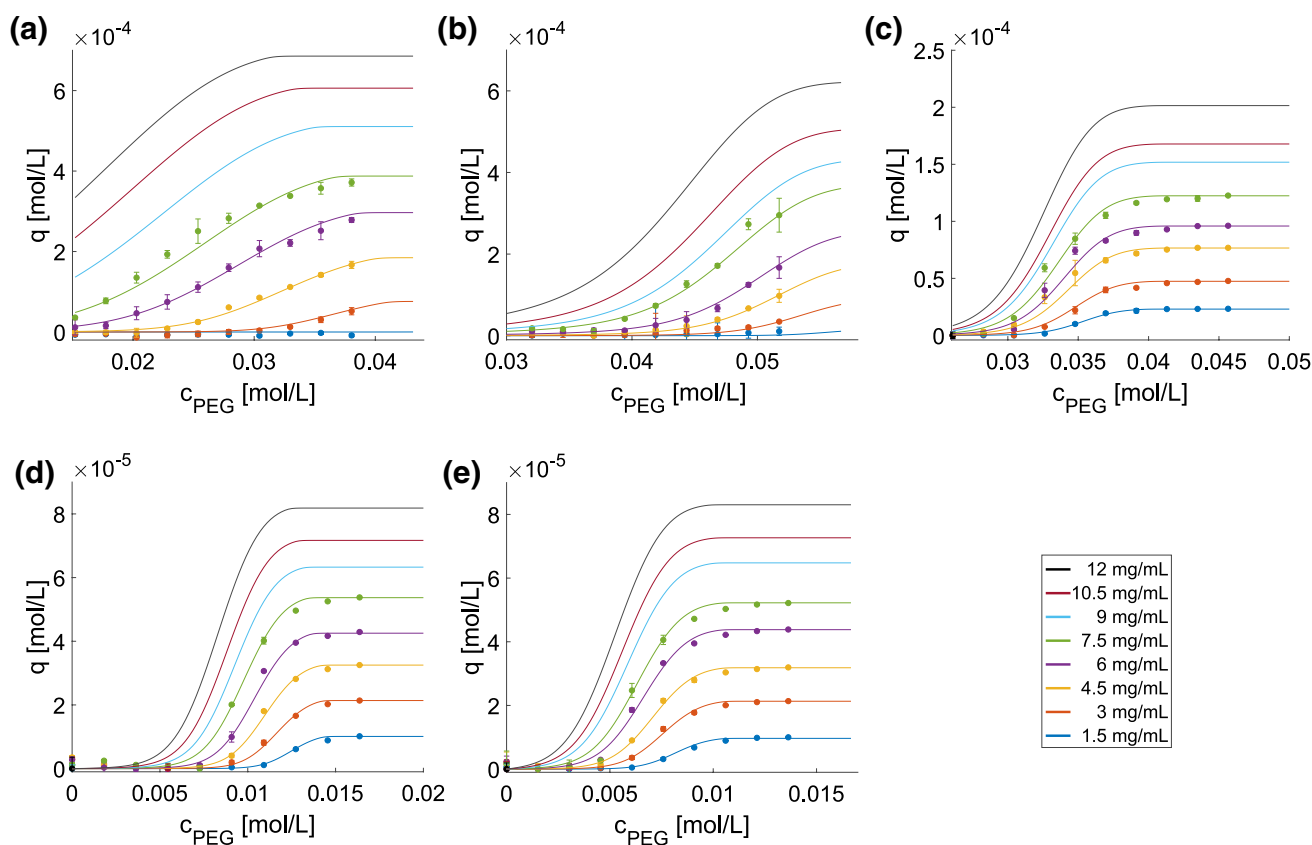 (a)
×10⁻⁴
6
4
2
0
q [mol/L]
0.02
0.03
0.04
c_PEG [mol/L]
(b)
×10⁻⁴
6
4
2
0
q [mol/L]
0.03
0.04
0.05
c_PEG [mol/L]
(c)
×10⁻⁴
2.5
2
1.5
1
0.5
0
q [mol/L]
0.03
0.035
0.04
0.045
0.05
c_PEG [mol/L]
(d)
×10⁻⁵
8
6
4
2
0
q [mol/L]
0
0.005
0.01
0.015
0.02
c_PEG [mol/L]
(e)
×10⁻⁵
8
6
4
2
0
q [mol/L]
0
0.005
0.01
0.015
c_PEG [mol/L]
12 mg/mL
10.5 mg/mL
9 mg/mL
7.5 mg/mL
6 mg/mL
4.5 mg/mL
3 mg/mL
1.5 mg/mL